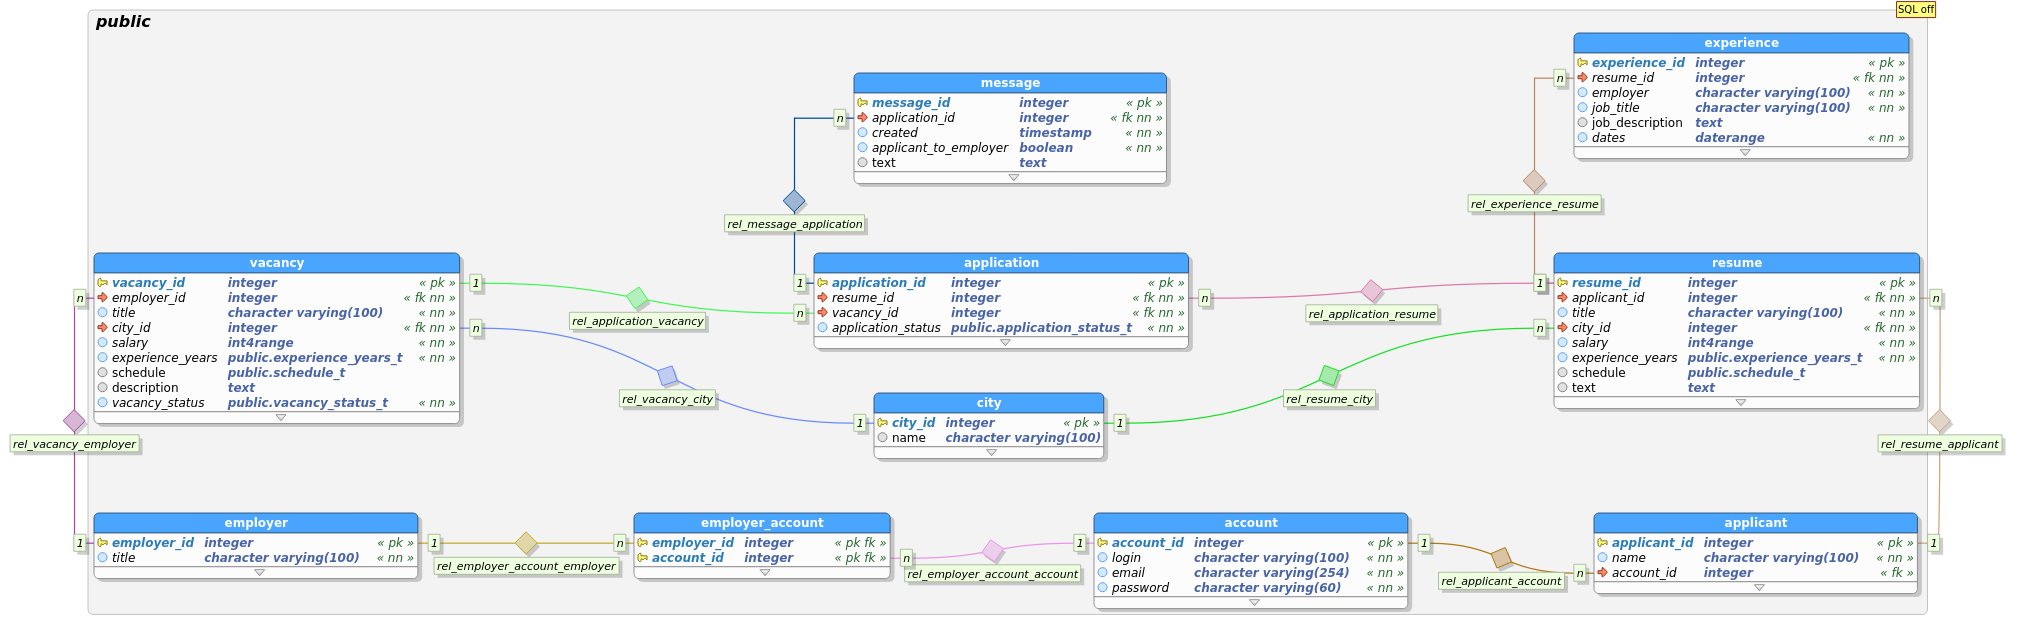 public
SQL off
experience
experience_id integer « pk »
resume_id integer « fk nn »
employer character varying(100) « nn »
job_title character varying(100) « nn »
job_description text
dates daterange « nn »
n
rel_experience_resume
message
message_id integer « pk »
application_id integer « fk nn »
created timestamp « nn »
applicant_to_employer boolean « nn »
text text
n
rel_message_application
1
vacancy
vacancy_id integer « pk »
employer_id integer « fk nn »
title character varying(100) « nn »
city_id integer « fk nn »
salary int4range « nn »
experience_years public.experience_years_t « nn »
schedule public.schedule_t
description text
vacancy_status public.vacancy_status_t « nn »
n
1
n
rel_application_vacancy
n
application
application_id integer « pk »
resume_id integer « fk nn »
vacancy_id integer « fk nn »
application_status public.application_status_t « nn »
n
rel_application_resume
1
n
resume
resume_id integer « pk »
applicant_id integer « fk nn »
title character varying(100) « nn »
city_id integer « fk nn »
salary int4range « nn »
experience_years public.experience_years_t « nn »
schedule public.schedule_t
text text
n
rel_vacancy_city
1
city
city_id integer « pk »
name character varying(100)
1
rel_resume_city
rel_vacancy_employer
rel_resume_applicant
1
employer
employer_id integer « pk »
title character varying(100) « nn »
1
rel_employer_account_employer
n
employer_account
employer_id integer « pk fk »
account_id integer « pk fk »
n
rel_employer_account_account
1
account
account_id integer « pk »
login character varying(100) « nn »
email character varying(254) « nn »
password character varying(60) « nn »
1
rel_applicant_account
n
applicant
applicant_id integer « pk »
name character varying(100) « nn »
account_id integer « fk »
1